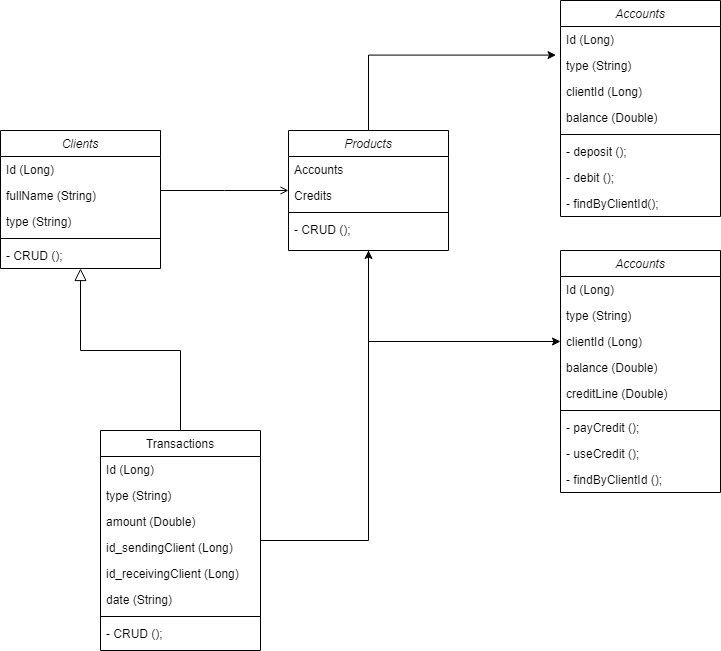 Clients
Id (Long)
fullName (String)
type (String)
- CRUD ();
Products
Accounts
Credits
- CRUD ();
Accounts
Id (Long)
type (String)
clientId (Long)
balance (Double)
- deposit ();
- debit ();
- findByClientId();
Accounts
Id (Long)
type (String)
clientId (Long)
balance (Double)
creditLine (Double)
- payCredit ();
- useCredit ();
- findByClientId ();
Transactions
Id (Long)
type (String)
amount (Double)
id_sendingClient (Long)
id_receivingClient (Long)
date (String)
- CRUD ();